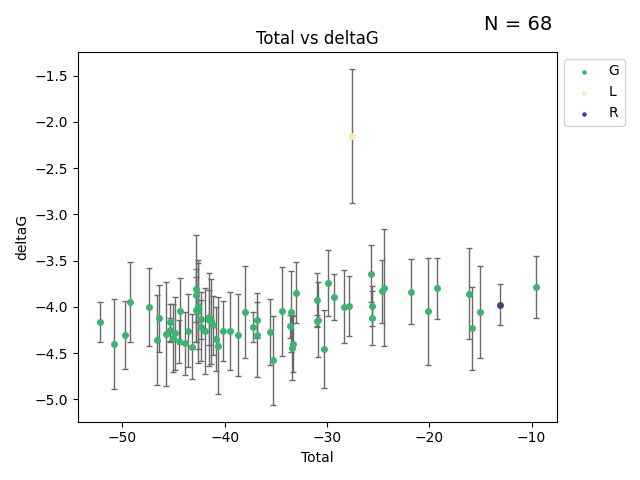 N = 68
Total vs deltaG
G
L
R
−1.5
−2.0
−2.5
−3.0
−3.5
−4.0
−4.5
−5.0
deltaG
−50 −40 −30 −20 −10
Total